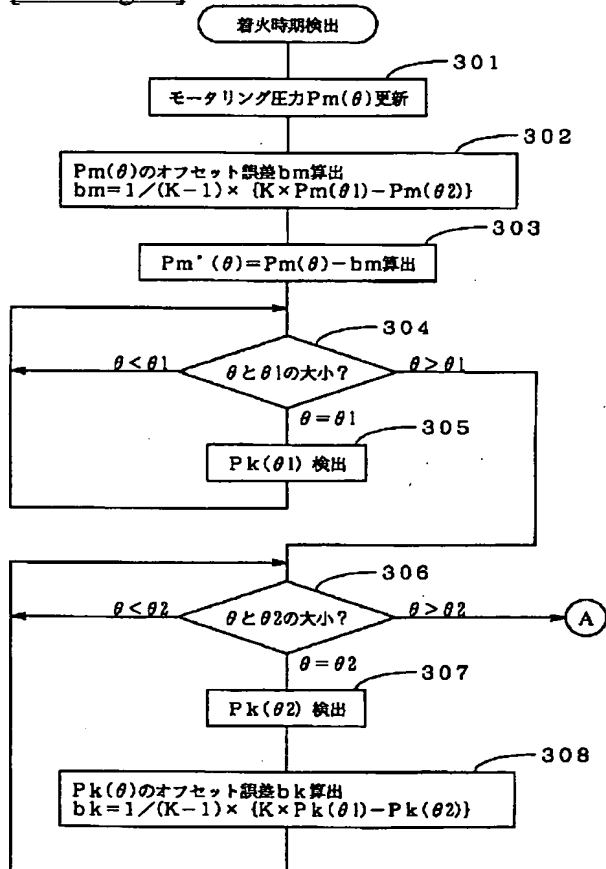 着火時期検出
301
モータリング圧力Pm(θ)更新
302
Pm(θ)のオフセット誤差bm算出
bm=1/(K-1)×{K×Pm(θ1)-Pm(θ2)}
303
Pm'(θ)=Pm(θ)-bm算出
304
θ<θ1
θとθ1の大小?
θ>θ1
θ=θ1
305
Pk(θ1)検出
306
θ<θ2
θとθ2の大小?
θ>θ2
A
θ=θ2
307
Pk(θ2)検出
308
Pk(θ)のオフセット誤差bk算出
bk=1/(K-1)×{K×Pk(θ1)-Pk(θ2)}